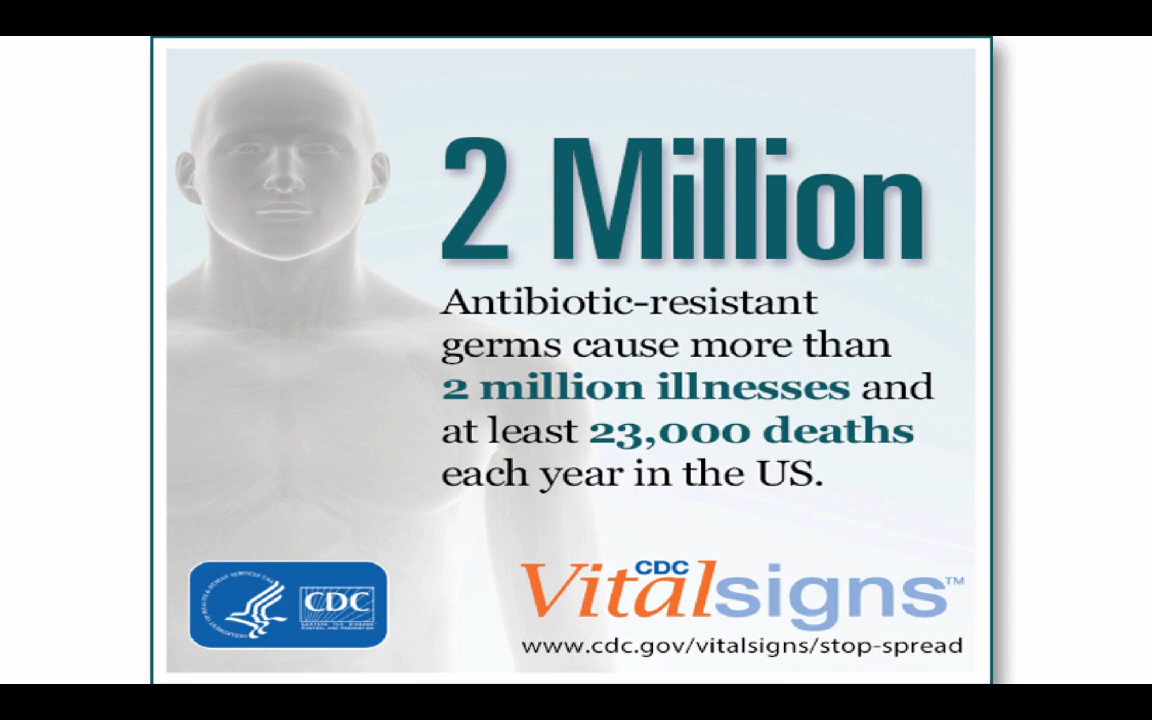 2 Million
Antibiotic-resistant
germs cause more than
2 million illnesses and
at least 23,000 deaths
each year in the US.
CDC
CDC
Vitalsigns™
www.cdc.gov/vitalsigns/stop-spread